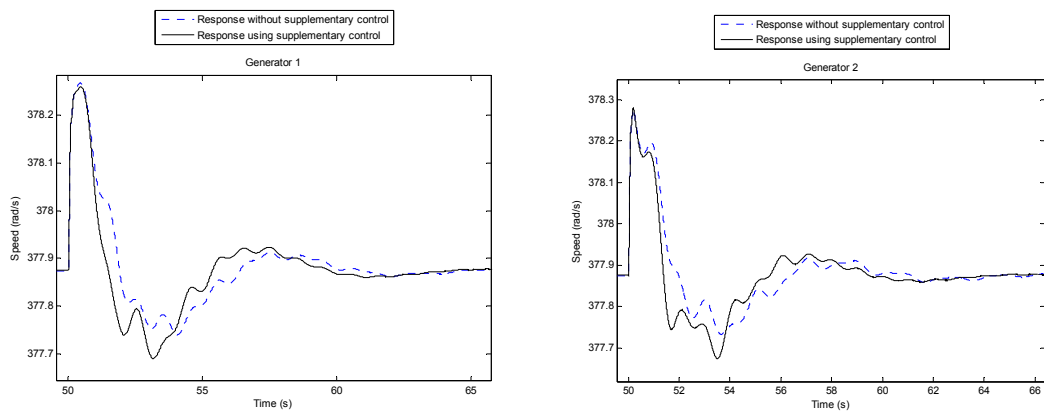 Response without supplementary control
Response using supplementary control
Generator 1
378.2
378.1
378
377.9
377.8
377.7
Speed (rad/s)
50
55
60
65
Time (s)
Response without supplementary control
Response using supplementary control
Generator 2
378.3
378.2
378.1
378
377.9
377.8
377.7
Speed (rad/s)
50
52
54
56
58
60
62
64
66
Time (s)